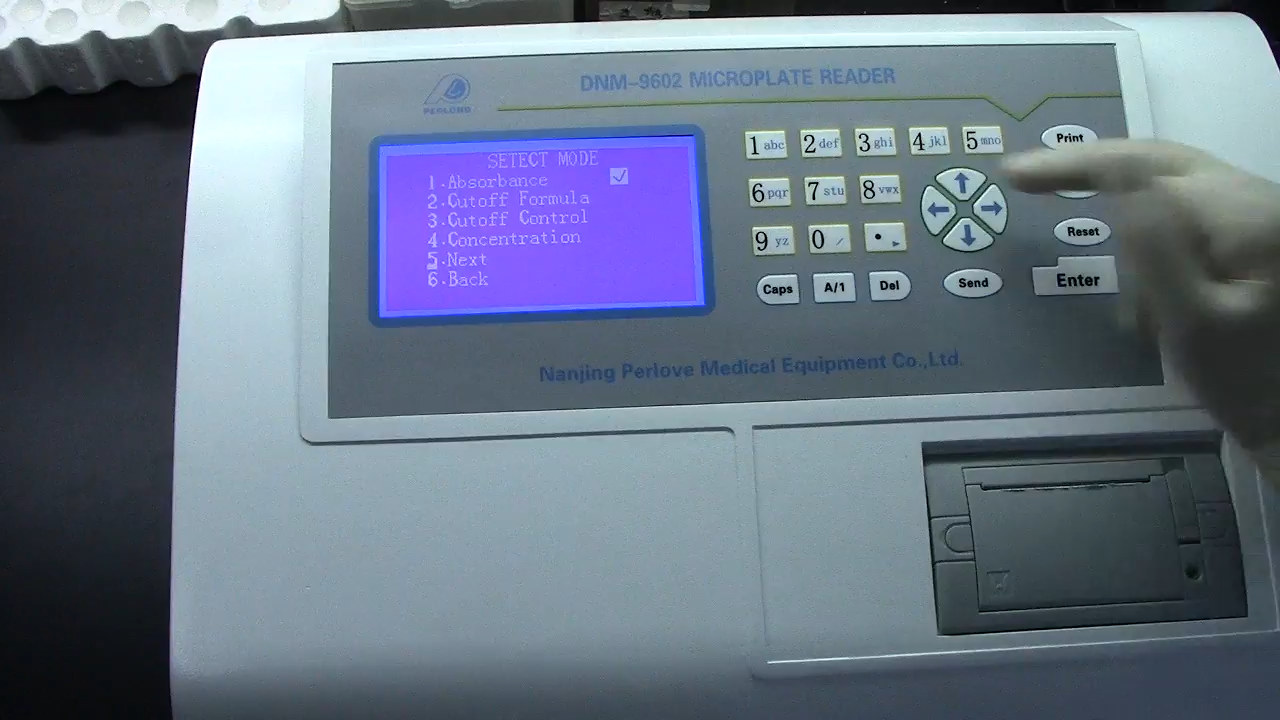 PERLONG
DNM-9602 MICROPLATE READER
SETECT MODE
1.Absorbance
2.Cutoff Formula
3.Cutoff Control
4.Concentration
5.Next
6.Back
1 abc 2 def 3 ghi 4 jkl 5 mno Print
6 pqr 7 stu 8 vwx
9 yz 0 / • , Reset
Caps A/1 Del Send Enter
Nanjing Perlove Medical Equipment Co.,Ltd.